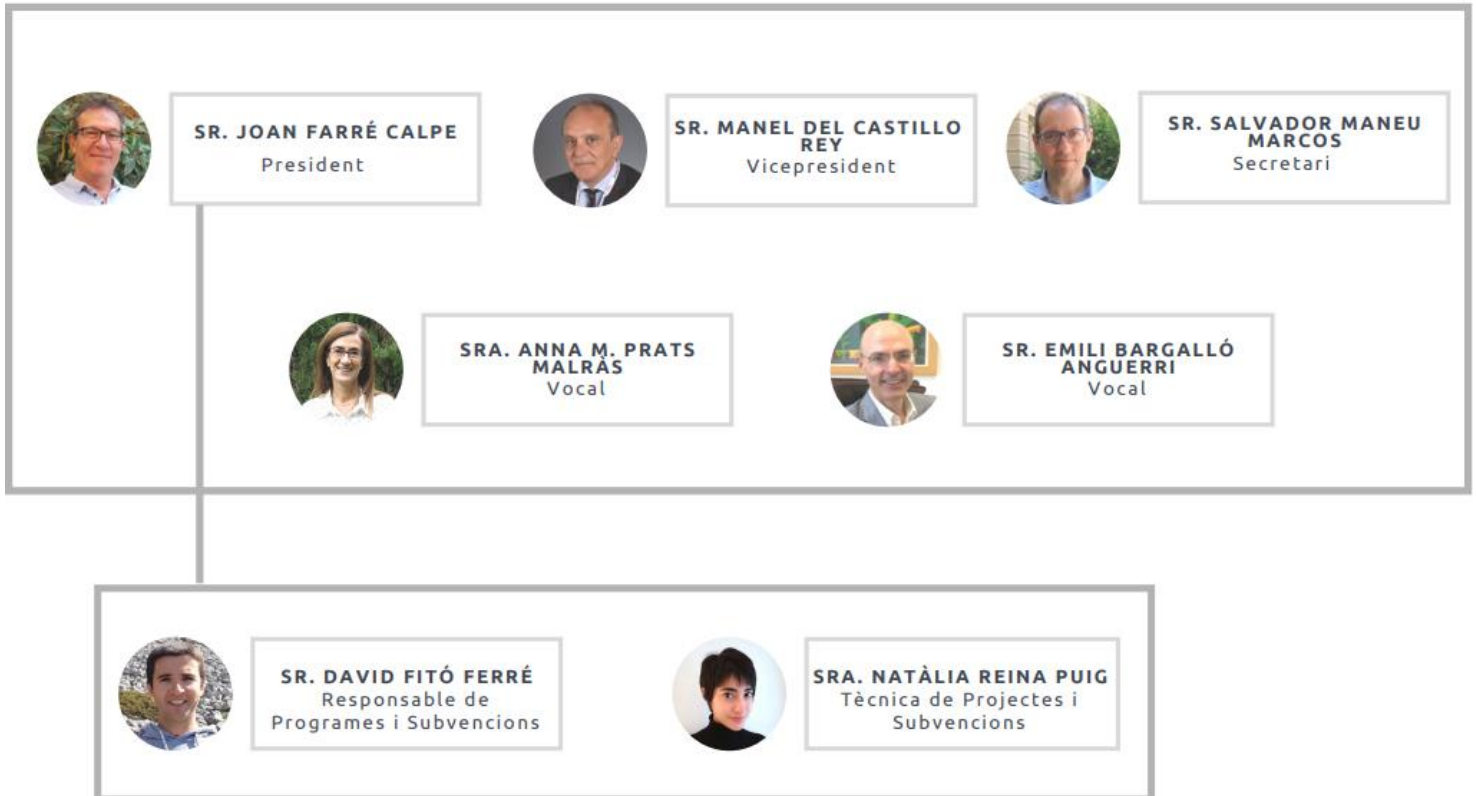 SR. JOAN FARRÉ CALPE
President
SR. MANEL DEL CASTILLO
REY
Vicepresident
SR. SALVADOR MANEU
MARCOS
Secretari
SRA. ANNA M. PRATS
MALRÀS
Vocal
SR. EMILI BARGALLÓ
ANGUERRI
Vocal
SR. DAVID FITÓ FERRÉ
Responsable de
Programes i Subvencions
SRA. NATÀLIA REINA PUIG
Tècnica de Projectes i
Subvencions